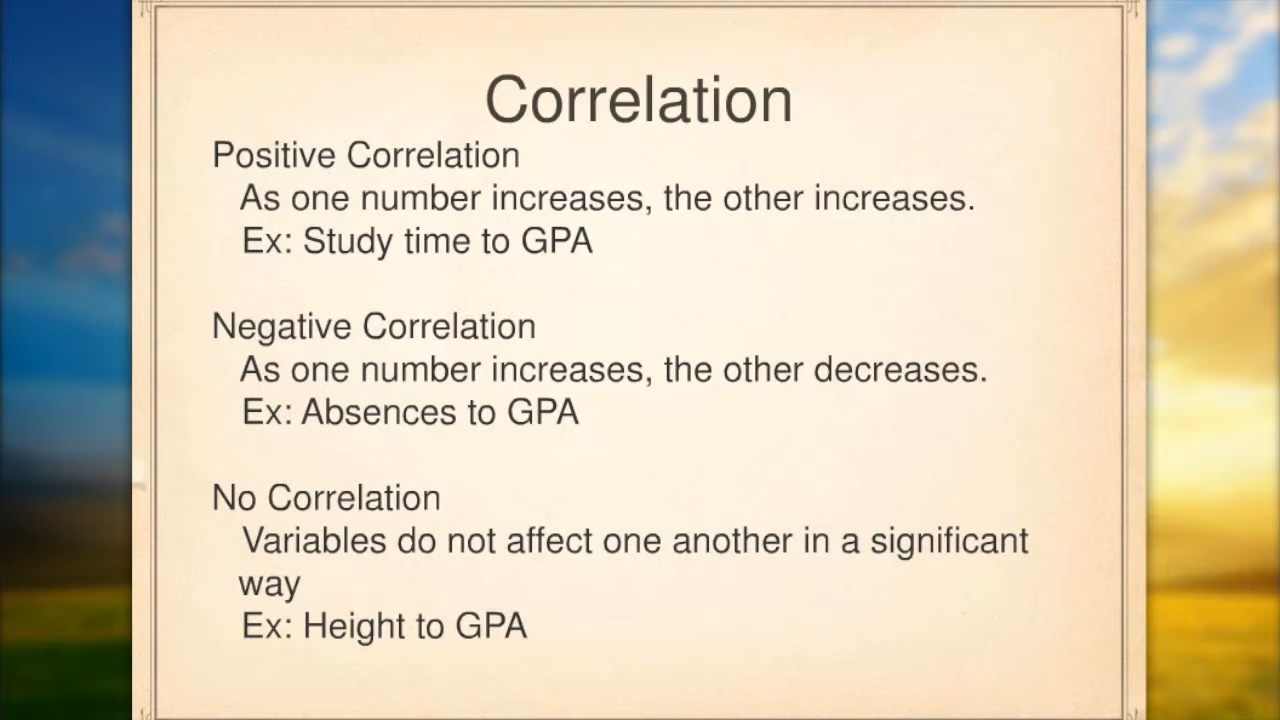 Correlation
Positive Correlation
As one number increases, the other increases.
Ex: Study time to GPA
Negative Correlation
As one number increases, the other decreases.
Ex: Absences to GPA
No Correlation
Variables do not affect one another in a significant
way
Ex: Height to GPA